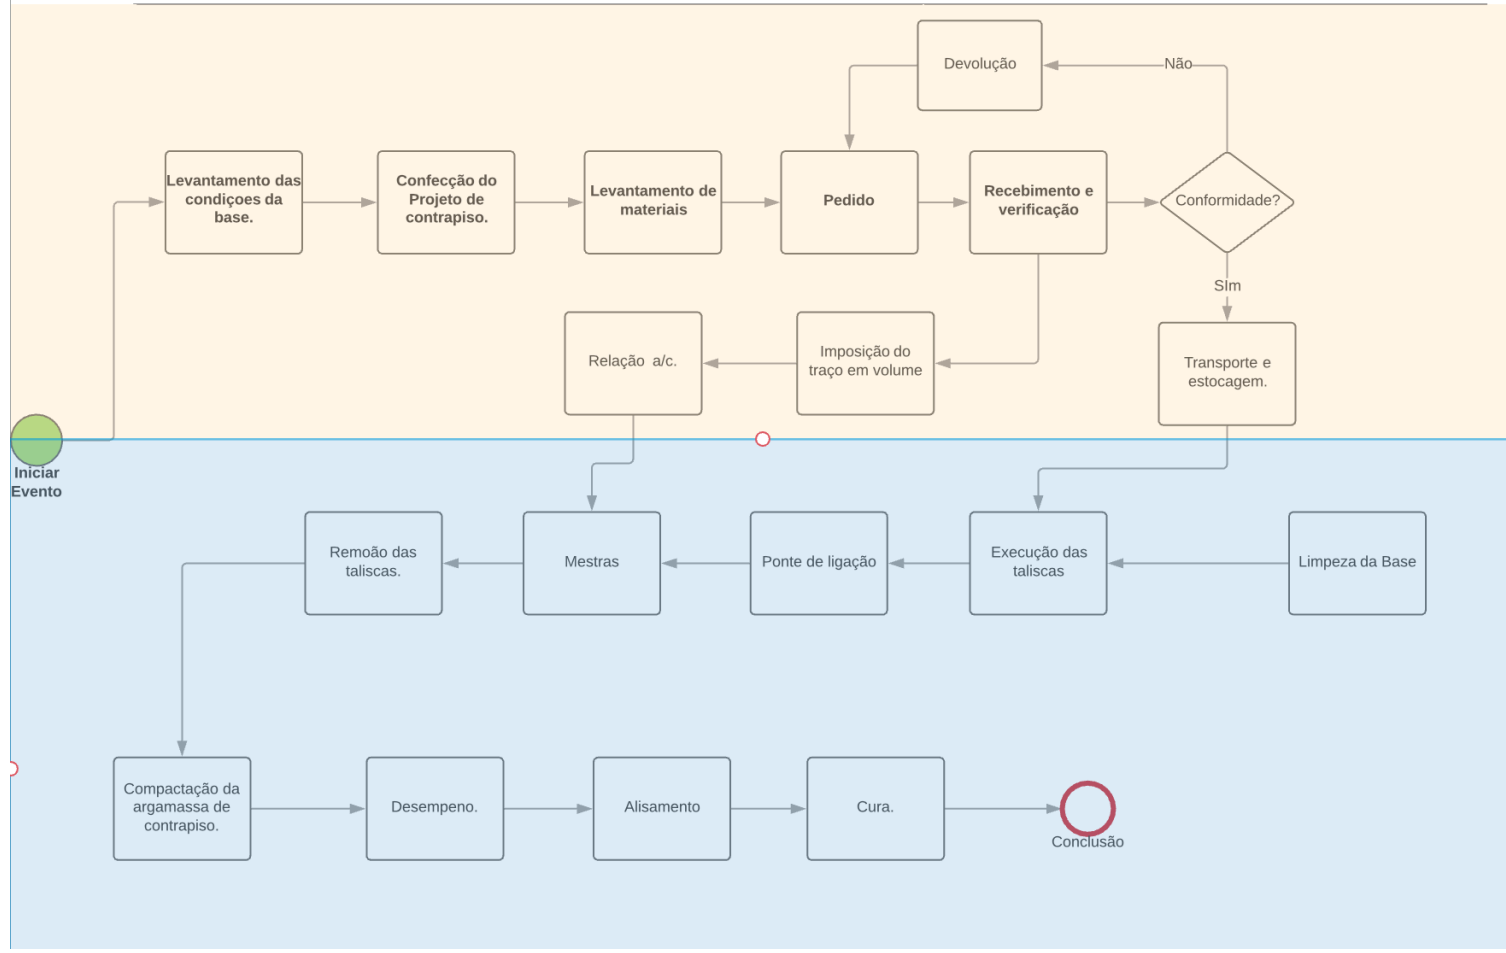 Devolução
Não
Levantamento das
condiçoes da
base.
Confecção do
Projeto de
contrapiso.
Levantamento de
materiais
Pedido
Recebimento e
verificação
Conformidade?
SIm
Relação  a/c.
Imposição do
traço em volume
Transporte e
estocagem.
Iniciar
Evento
Remoão das
taliscas.
Mestras
Ponte de ligação
Execução das
taliscas
Limpeza da Base
Compactação da
argamassa de
contrapiso.
Desempeno.
Alisamento
Cura.
Conclusão